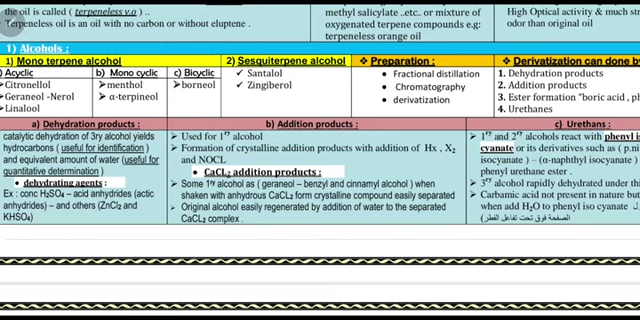 the oil is called ( terpeneless v.o ) ..
Terpeneless oil is an oil with no carbon or without eluptene .
methyl salicylate ..etc.. or mixture of
oxygenated terpene compounds e.g:
terpeneless orange oil
High Optical activity & much
odor than original oil
1) Alcohols :
1) Mono terpene alcohol
2) Sesquiterpene alcohol
❖ Preparation :
❖ Derivatization can done by
) Acyclic
b) Mono cyclic
c) Bicyclic
➢Citronellol
➢Geraneol -Nerol
➢Linalool
➢menthol
➢ α-terpineol
➢borneol
✓ Santalol
✓ Zingiberol
• Fractional distillation
• Chromatography
• derivatization
1. Dehydration products
2. Addition products
3. Ester formation "boric acid ,
4. Urethanes
a) Dehydration products :
catalytic dehydration of 3ry alcohol yields
hydrocarbons ( useful for identification )
and equivalent amount of water (useful for
quantitative determination )
• dehydrating agents :
Ex : conc H₂SO₄ – acid anhydrides (actic
anhydrides) – and others (ZnCl₂ and
KHSO₄)
b) Addition products :
➢ Used for 1ry alcohol
➢ Formation of crystalline addition products with addition of Hx , X₂
and NOCL
• CaCL₂ addition products :
➢ Some 1ry alcohol as ( geraneol – benzyl and cinnamyl alcohol ) when
shaken with anhydrous CaCL₂ form crystalline compound easily separated
➢ Original alcohol easily regenerated by addition of water to the separated
CaCL₂ complex .
c) Urethans :
➢ 1ry and 2ry alcohols react with phenyl
cyanate or its derivatives such as ( p.ni
isocyanate ) – (α-naphthyl isocyanate )
phenyl urethane ester .
➢ 3ry alcohol rapidly dehydrated under
➢ Carbamic acid not present in nature but
when add H₂O to phenyl iso cyanate
الصفحة فوق تحت تفاعل الفطر)